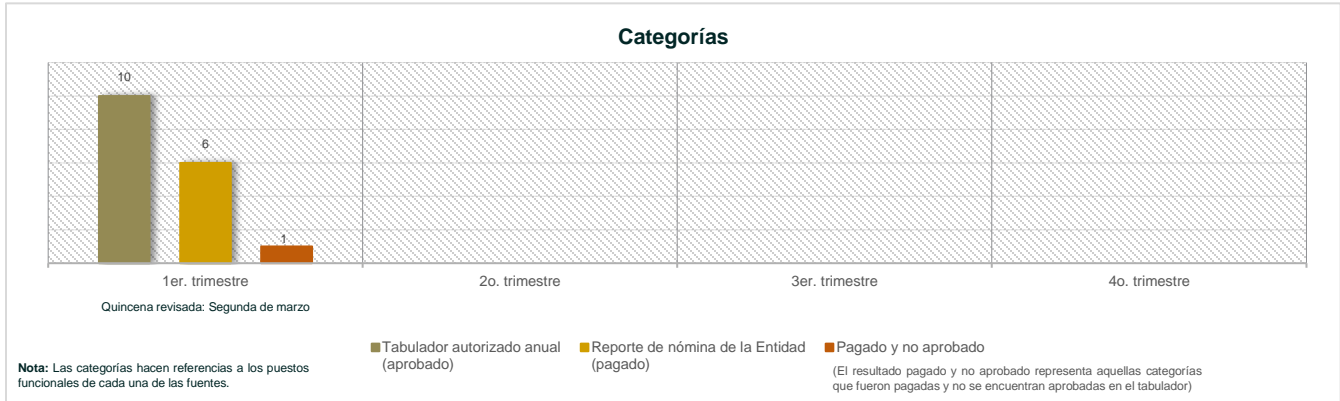 Categorías
10
6
1
1er. trimestre
2o. trimestre
3er. trimestre
4o. trimestre
Quincena revisada: Segunda de marzo
Tabulador autorizado anual
(aprobado)
Reporte de nómina de la Entidad
(pagado)
Pagado y no aprobado
Nota: Las categorías hacen referencias a los puestos
funcionales de cada una de las fuentes.
(El resultado pagado y no aprobado representa aquellas categorías
que fueron pagadas y no se encuentran aprobadas en el tabulador)